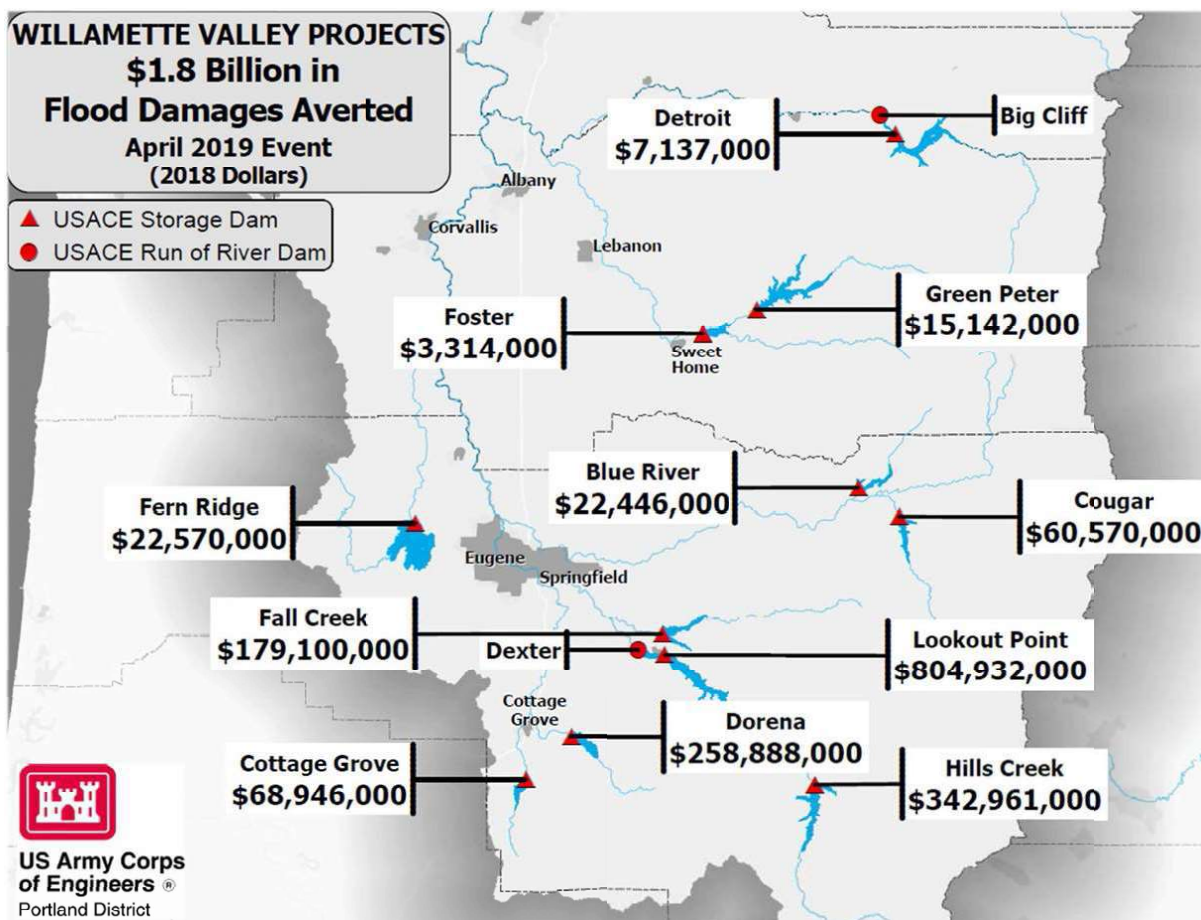 WILLAMETTE VALLEY PROJECTS
$1.8 Billion in
Flood Damages Averted
April 2019 Event
(2018 Dollars)
USACE Storage Dam
USACE Run of River Dam
Detroit
$7,137,000
Big Cliff
Albany
Corvallis
Lebanon
Green Peter
$15,142,000
Foster
$3,314,000
Sweet
Home
Blue River
$22,446,000
Cougar
$60,570,000
Fern Ridge
$22,570,000
Eugene
Springfield
Fall Creek
$179,100,000
Dexter
Lookout Point
$804,932,000
Cottage
Grove
Dorena
$258,888,000
Cottage Grove
$68,946,000
Hills Creek
$342,961,000
US Army Corps
of Engineers ®
Portland District